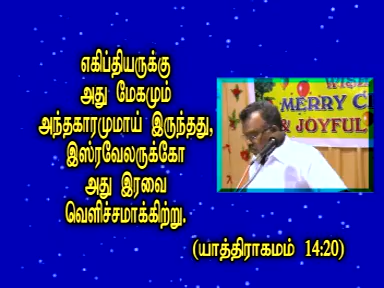 எகிப்தியருக்கு
அது மேகமும்
அந்தகாரமுமாய் இருந்தது,
இஸ்ரவேலருக்கோ
அது இரவை
வெளிச்சமாக்கிற்று.
(யாத்திராகமம் 14:20)
MERRY C
& JOYFUL